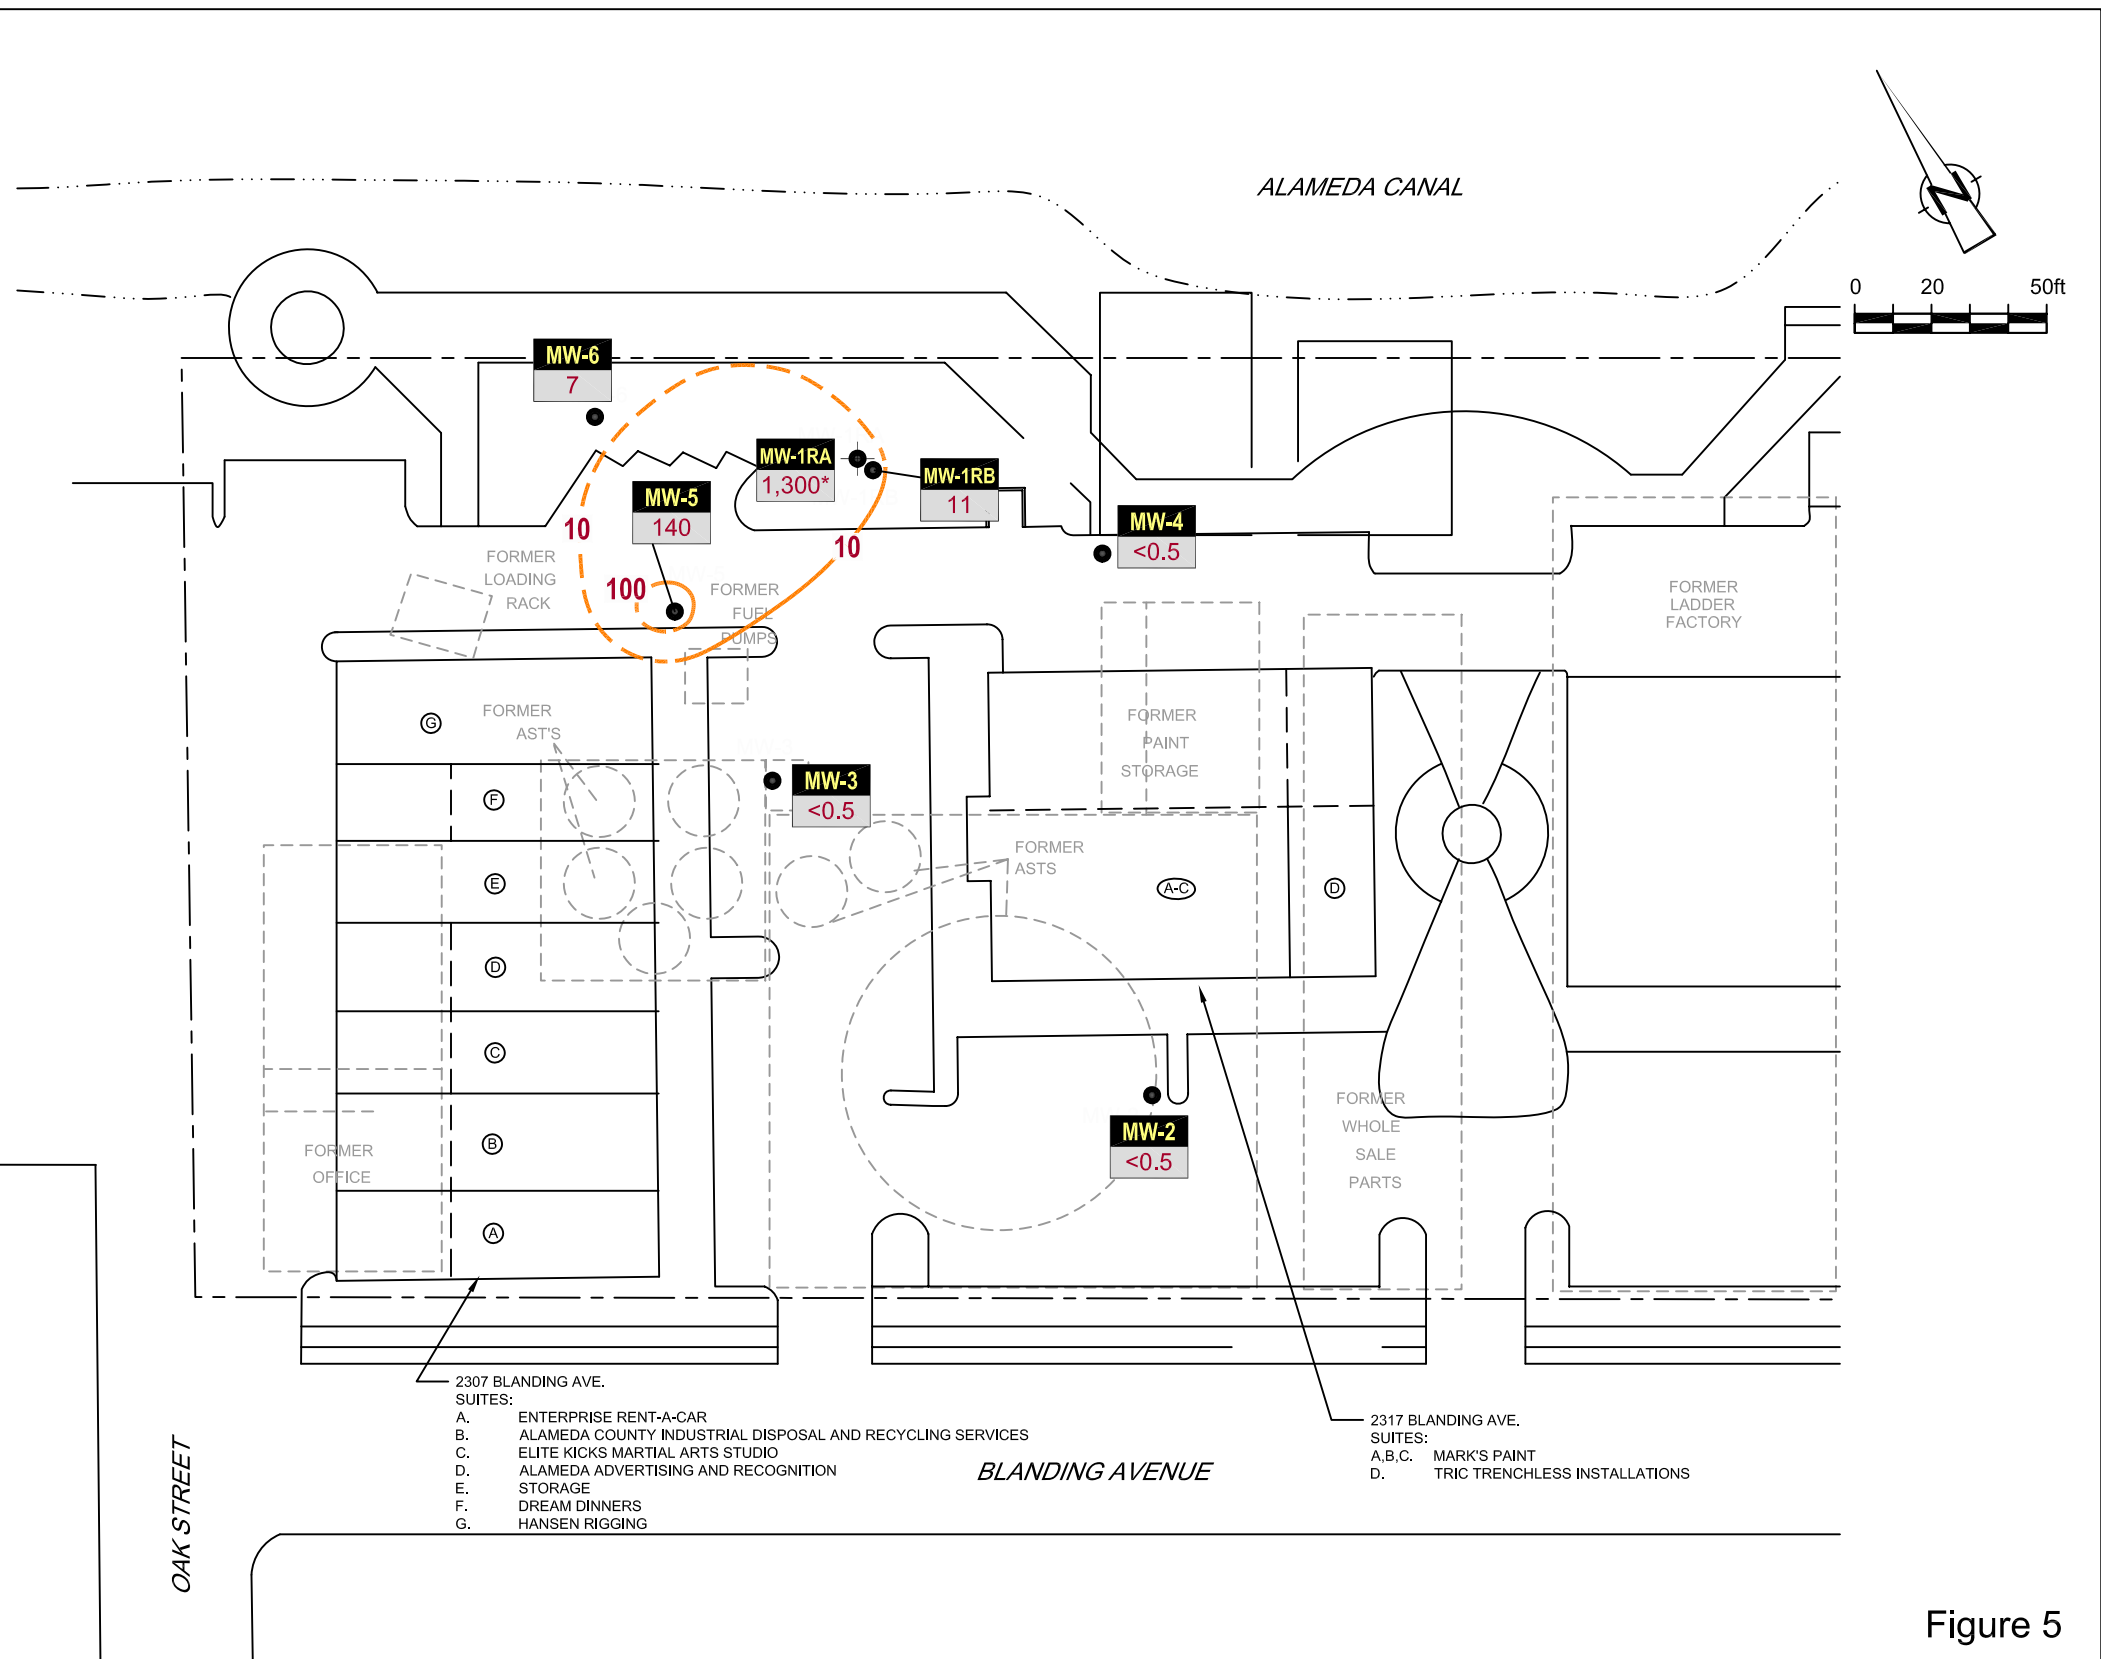 ALAMEDA CANAL
N
0 20 50ft
MW-6
7
MW-1RA
1,300*
MW-1RB
11
MW-5
140
MW-4
<0.5
10
10
100
FORMER
LOADING
RACK
FORMER
FUEL
PUMPS
FORMER
LADDER
FACTORY
FORMER
AST'S
FORMER
PAINT
STORAGE
MW-3
<0.5
FORMER
ASTS
G
F
E
D
C
B
A
A-C
D
FORMER
OFFICE
MW-2
<0.5
FORMER
WHOLE
SALE
PARTS
2307 BLANDING AVE.
SUITES:
A. ENTERPRISE RENT-A-CAR
B. ALAMEDA COUNTY INDUSTRIAL DISPOSAL AND RECYCLING SERVICES
C. ELITE KICKS MARTIAL ARTS STUDIO
D. ALAMEDA ADVERTISING AND RECOGNITION
E. STORAGE
F. DREAM DINNERS
G. HANSEN RIGGING
2317 BLANDING AVE.
SUITES:
A,B,C. MARK'S PAINT
D. TRIC TRENCHLESS INSTALLATIONS
BLANDING AVENUE
OAK STREET
Figure 5